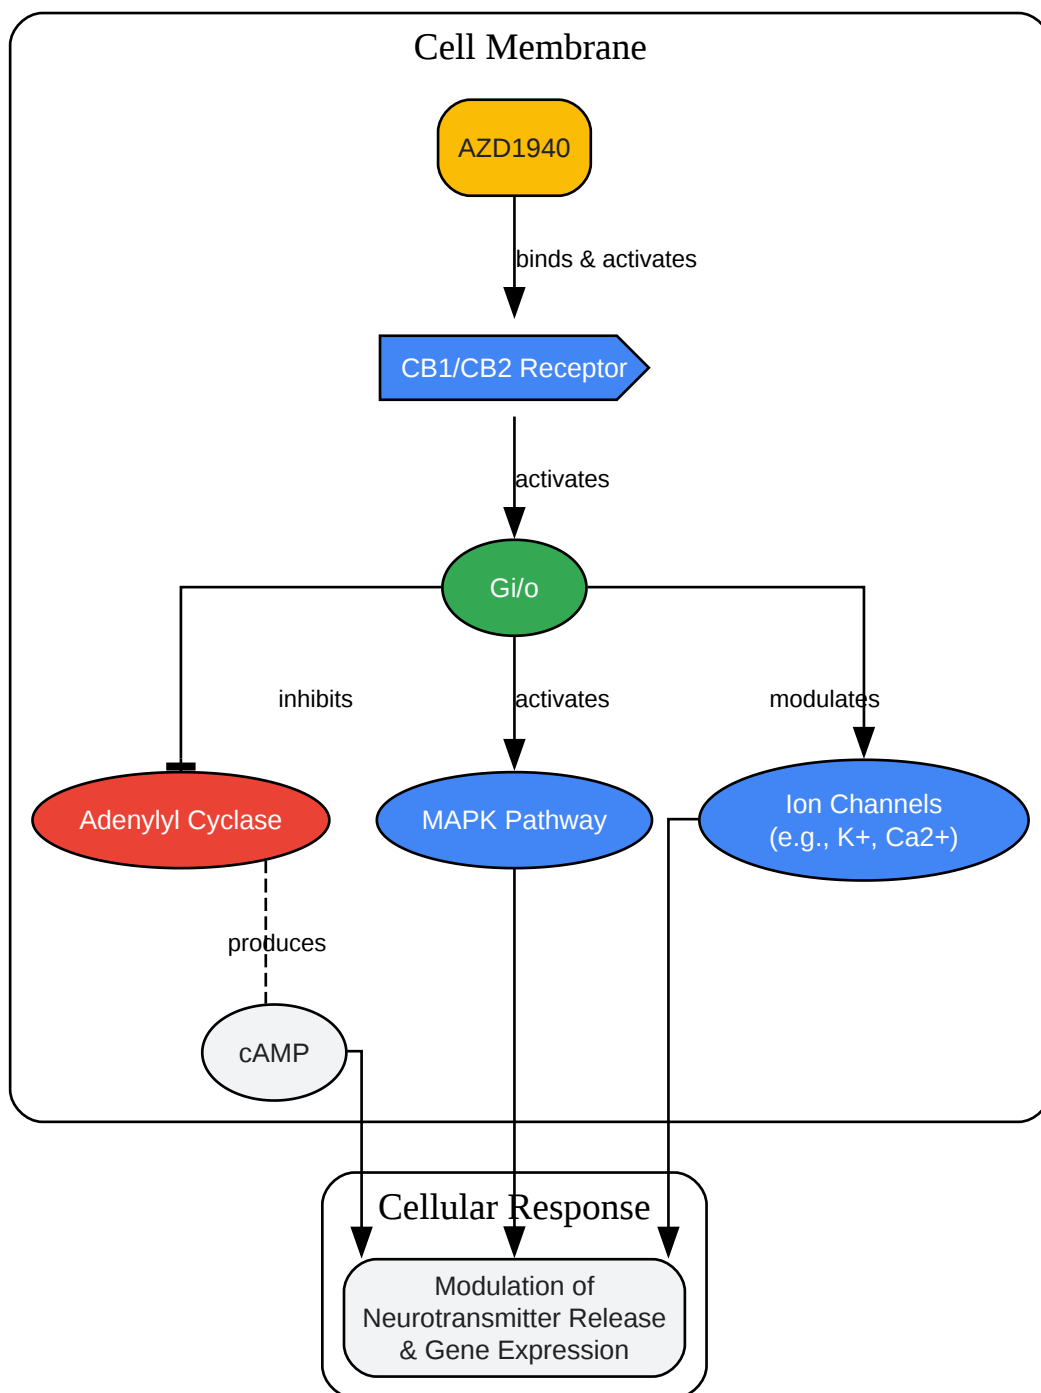 Cell Membrane
AZD1940
binds & activates
CB1/CB2 Receptor
activates
Gi/o
inhibits
activates
modulates
Adenylyl Cyclase
MAPK Pathway
Ion Channels
(e.g., K+, Ca2+)
produces
cAMP
Cellular Response
Modulation of
Neurotransmitter Release
& Gene Expression